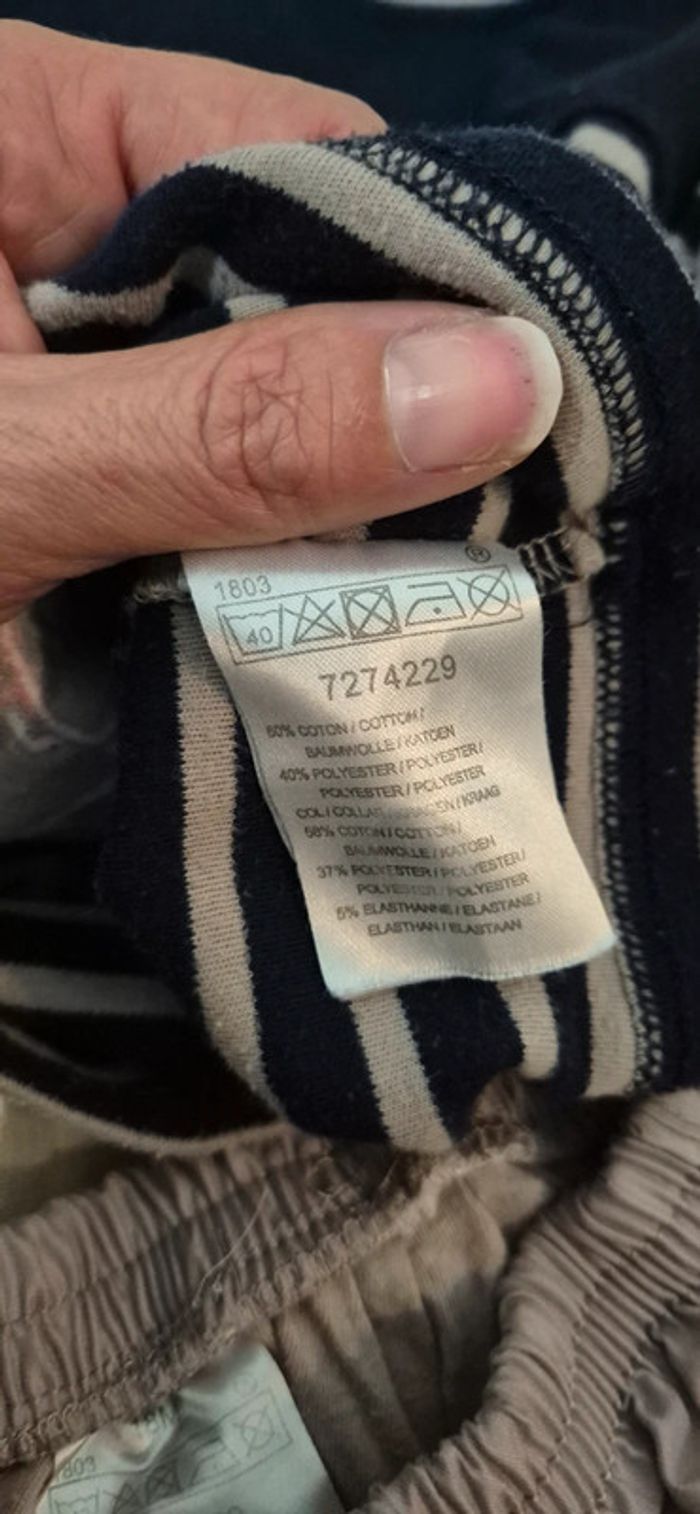 ®
1803
40
7274229
60% COTON / COTTON /
BAUMWOLLE / KATOEN
40% POLYESTER / POLYESTER /
POLYESTER / POLYESTER
COL / COLLAR / KRAGEN / KRAAG
58% COTON / COTTON /
BAUMWOLLE / KATOEN
37% POLYESTER / POLYESTER /
POLYESTER / POLYESTER
5% ELASTHANNE / ELASTANE /
ELASTHAN / ELASTAAN